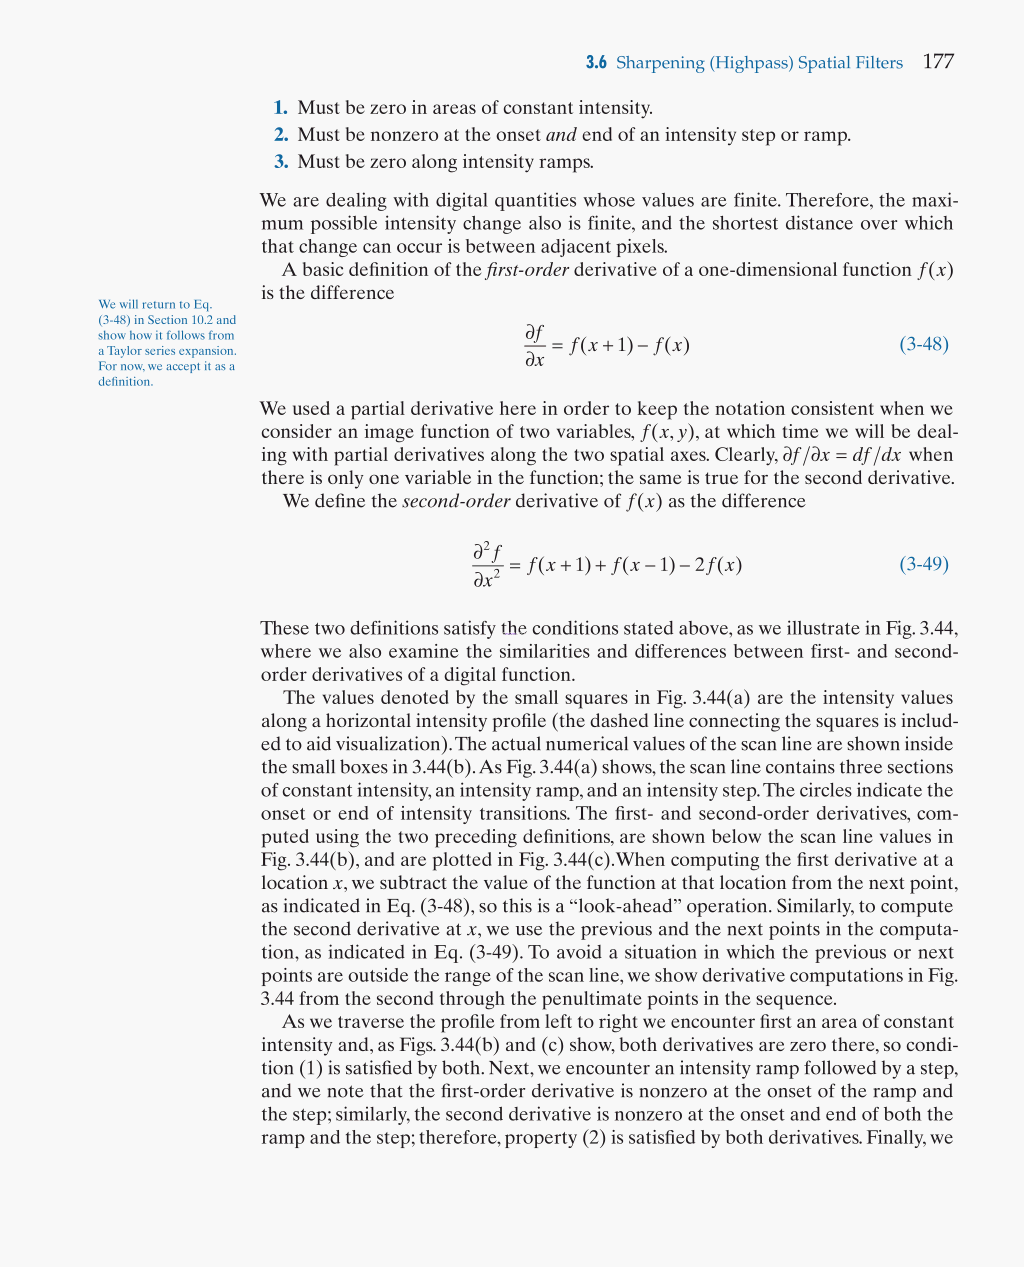 3.6 Sharpening (Highpass) Spatial Filters 177
1. Must be zero in areas of constant intensity.
2. Must be nonzero at the onset and end of an intensity step or ramp.
3. Must be zero along intensity ramps.
We are dealing with digital quantities whose values are finite. Therefore, the maxi-
mum possible intensity change also is finite, and the shortest distance over which
that change can occur is between adjacent pixels.
A basic definition of the first-order derivative of a one-dimensional function f(x)
is the difference
We will return to Eq.
(3-48) in Section 10.2 and
show how it follows from
a Taylor series expansion.
For now, we accept it as a
definition.
∂f/∂x = f(x + 1) − f(x) (3-48)
We used a partial derivative here in order to keep the notation consistent when we
consider an image function of two variables, f(x, y), at which time we will be deal-
ing with partial derivatives along the two spatial axes. Clearly, ∂f/∂x = df/dx when
there is only one variable in the function; the same is true for the second derivative.
We define the second-order derivative of f(x) as the difference
∂²f/∂x² = f(x + 1) + f(x − 1) − 2f(x) (3-49)
These two definitions satisfy the conditions stated above, as we illustrate in Fig. 3.44,
where we also examine the similarities and differences between first- and second-
order derivatives of a digital function.
The values denoted by the small squares in Fig. 3.44(a) are the intensity values
along a horizontal intensity profile (the dashed line connecting the squares is includ-
ed to aid visualization). The actual numerical values of the scan line are shown inside
the small boxes in 3.44(b). As Fig. 3.44(a) shows, the scan line contains three sections
of constant intensity, an intensity ramp, and an intensity step. The circles indicate the
onset or end of intensity transitions. The first- and second-order derivatives, com-
puted using the two preceding definitions, are shown below the scan line values in
Fig. 3.44(b), and are plotted in Fig. 3.44(c).When computing the first derivative at a
location x, we subtract the value of the function at that location from the next point,
as indicated in Eq. (3-48), so this is a “look-ahead” operation. Similarly, to compute
the second derivative at x, we use the previous and the next points in the computa-
tion, as indicated in Eq. (3-49). To avoid a situation in which the previous or next
points are outside the range of the scan line, we show derivative computations in Fig.
3.44 from the second through the penultimate points in the sequence.
As we traverse the profile from left to right we encounter first an area of constant
intensity and, as Figs. 3.44(b) and (c) show, both derivatives are zero there, so condi-
tion (1) is satisfied by both. Next, we encounter an intensity ramp followed by a step,
and we note that the first-order derivative is nonzero at the onset of the ramp and
the step; similarly, the second derivative is nonzero at the onset and end of both the
ramp and the step; therefore, property (2) is satisfied by both derivatives. Finally, we